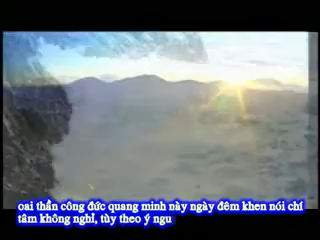 oai thần công đức quang minh này ngày đêm khen nói chí
tâm không nghỉ, tùy theo ý ngu